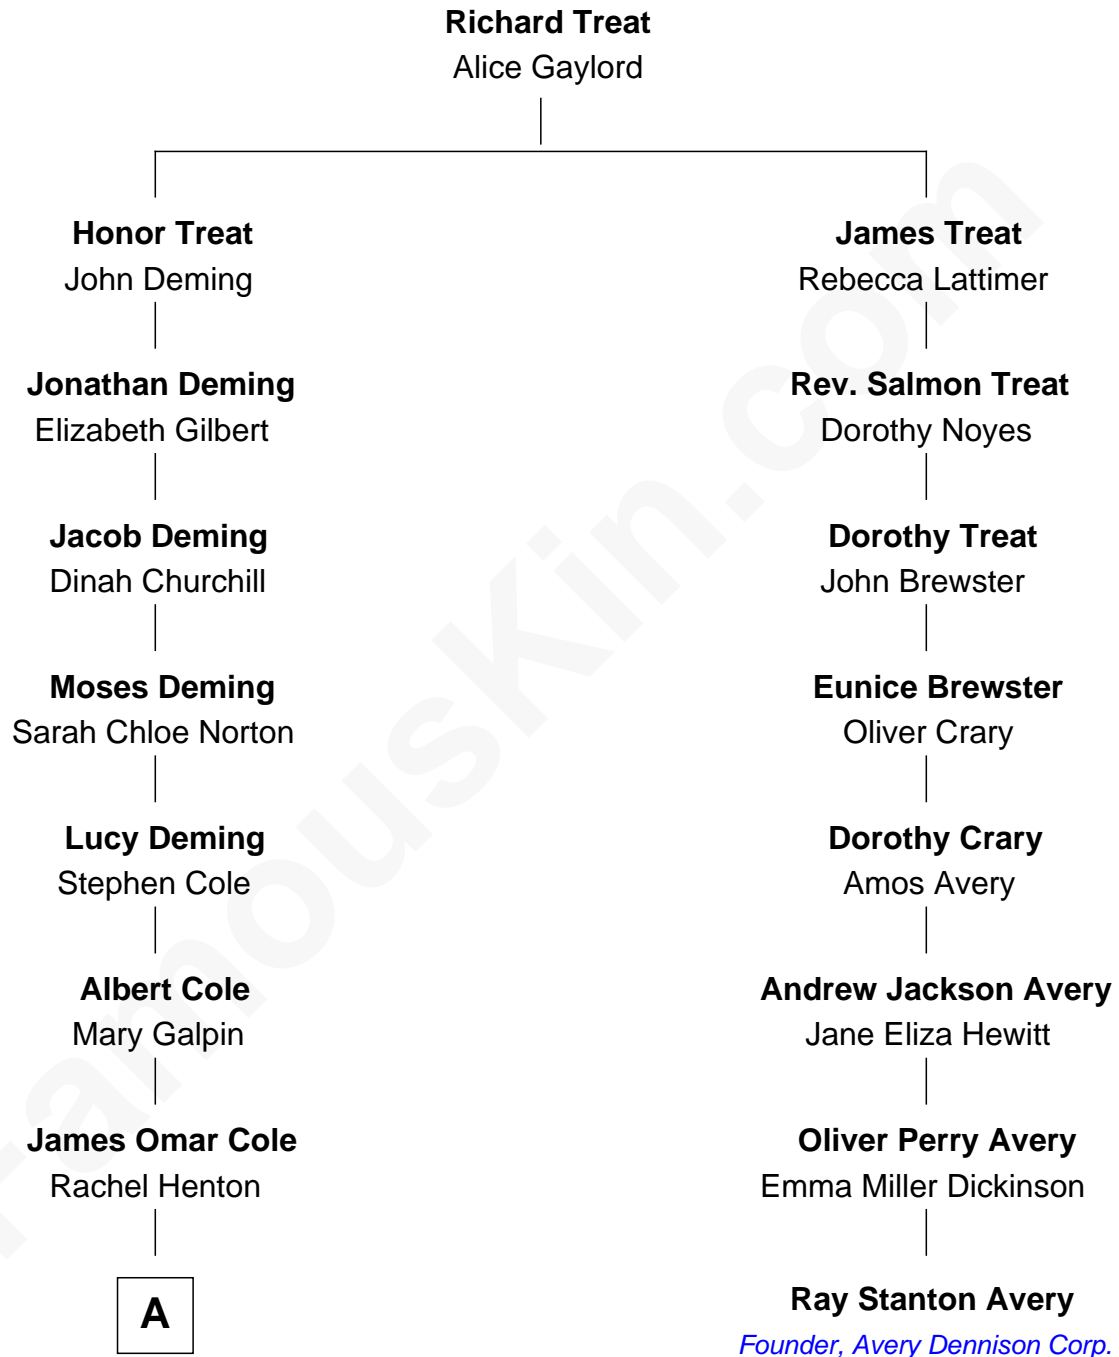 Richard Treat
Alice Gaylord
Honor Treat
John Deming
James Treat
Rebecca Lattimer
Jonathan Deming
Elizabeth Gilbert
Rev. Salmon Treat
Dorothy Noyes
Jacob Deming
Dinah Churchill
Dorothy Treat
John Brewster
Moses Deming
Sarah Chloe Norton
Eunice Brewster
Oliver Crary
Lucy Deming
Stephen Cole
Dorothy Crary
Amos Avery
Albert Cole
Mary Galpin
Andrew Jackson Avery
Jane Eliza Hewitt
James Omar Cole
Rachel Henton
Oliver Perry Avery
Emma Miller Dickinson
A
Ray Stanton Avery
Founder, Avery Dennison Corp.
FamousKin.com